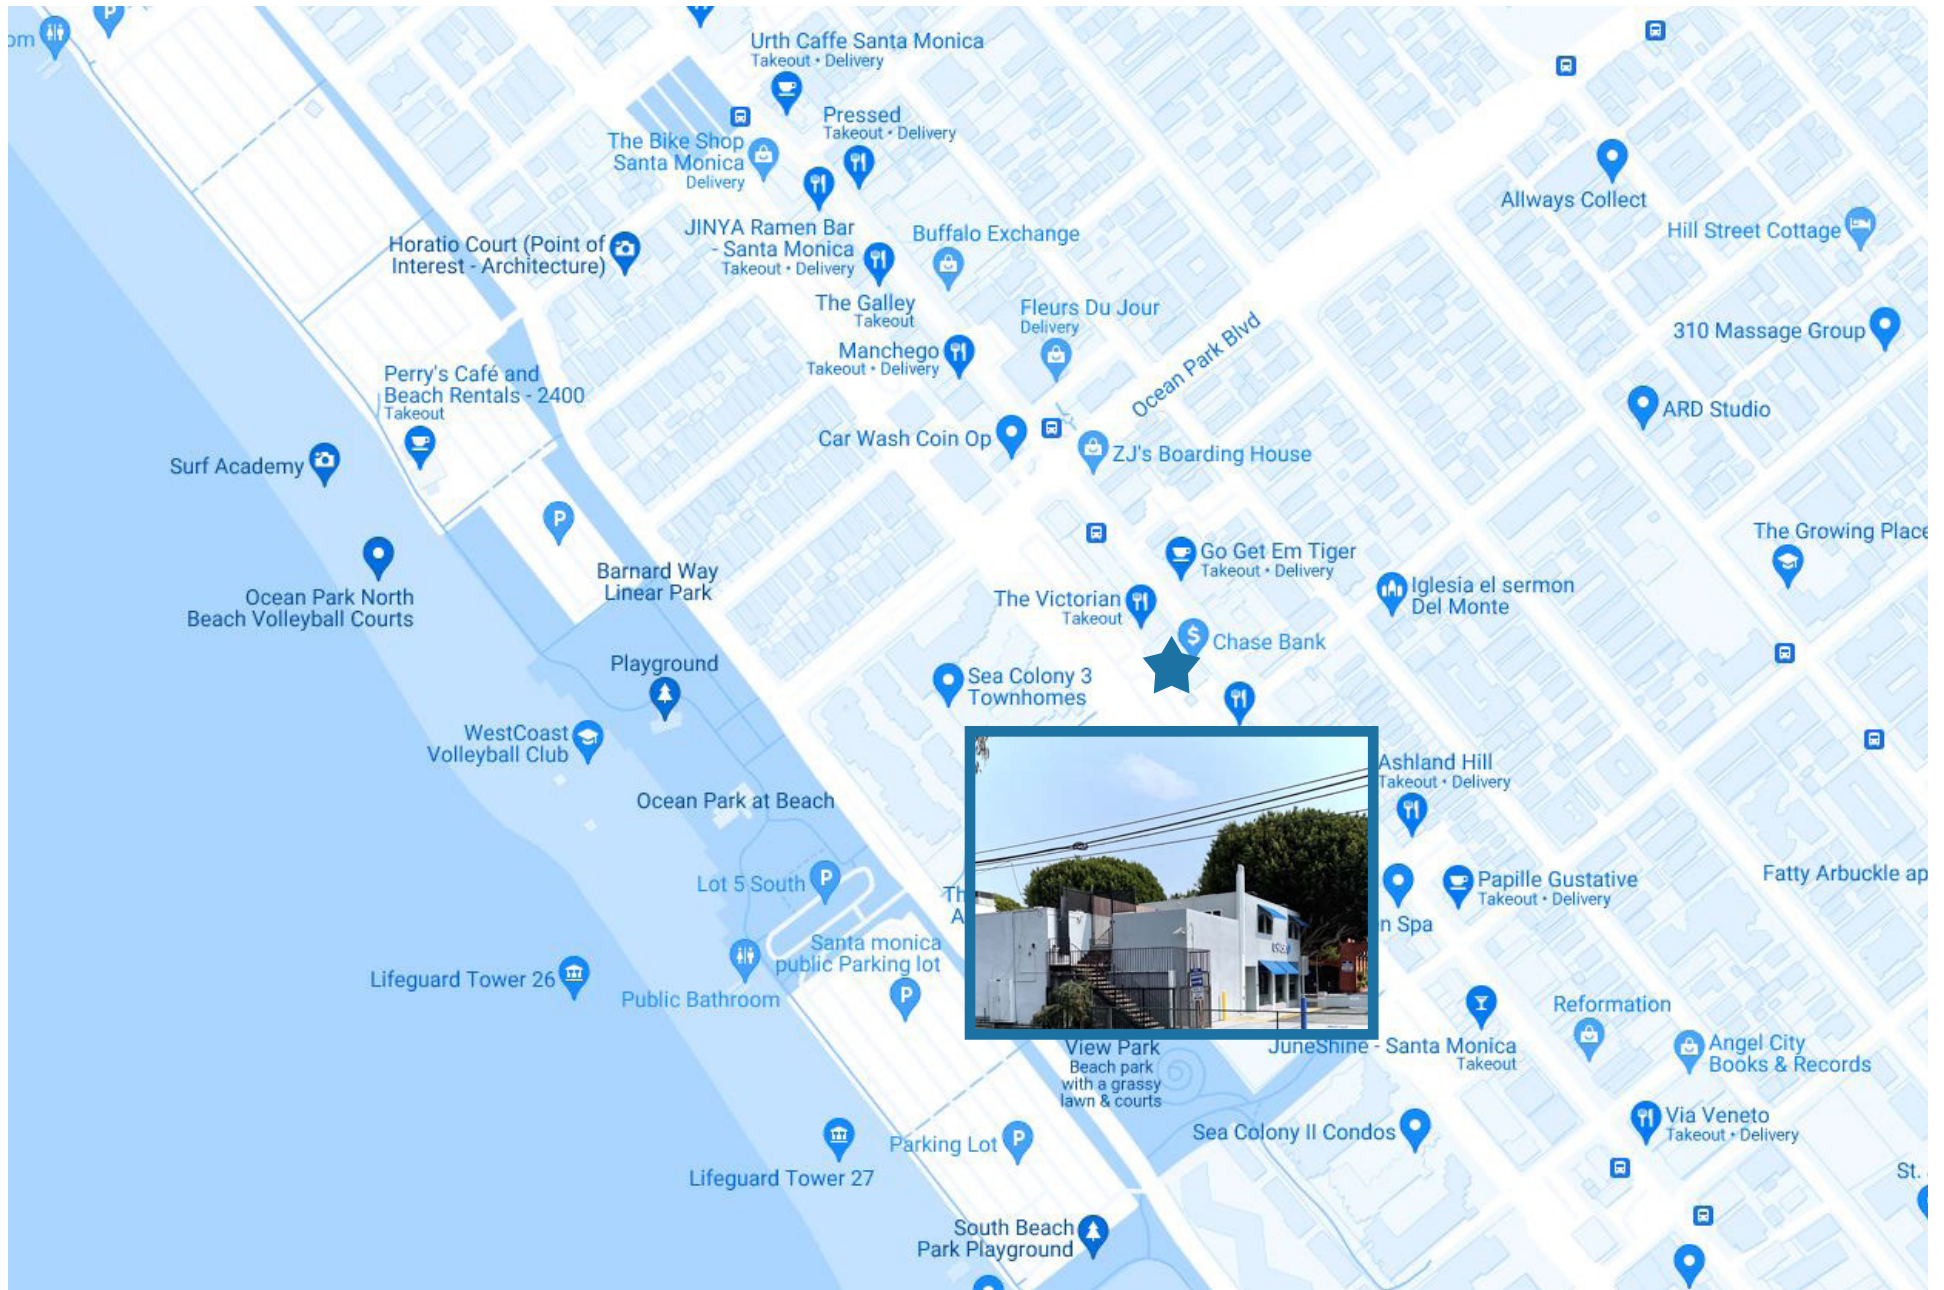 om
P
Urth Caffe Santa Monica
Takeout • Delivery
Pressed
Takeout • Delivery
The Bike Shop
Santa Monica
Delivery
Allways Collect
JINYA Ramen Bar
- Santa Monica
Takeout • Delivery
Buffalo Exchange
Hill Street Cottage
Horatio Court (Point of
Interest - Architecture)
The Galley
Takeout
Fleurs Du Jour
Delivery
310 Massage Group
Ocean Park Blvd
Manchego
Takeout • Delivery
Perry's Café and
Beach Rentals - 2400
Takeout
ARD Studio
Car Wash Coin Op
ZJ's Boarding House
Surf Academy
P
The Growing Place
Go Get Em Tiger
Takeout • Delivery
Barnard Way
Linear Park
Iglesia el sermon
Del Monte
Ocean Park North
Beach Volleyball Courts
The Victorian
Takeout
$
Chase Bank
Playground
Sea Colony 3
Townhomes
WestCoast
Volleyball Club
Ashland Hill
Takeout • Delivery
Ocean Park at Beach
Lot 5 South
P
Th
A
Papille Gustative
Takeout • Delivery
Fatty Arbuckle ap
n Spa
Santa monica
public Parking lot
P
Lifeguard Tower 26
Public Bathroom
Reformation
View Park
Beach park
with a grassy
lawn & courts
JuneShine - Santa Monica
Takeout
Angel City
Books & Records
Via Veneto
Takeout • Delivery
Sea Colony II Condos
Parking Lot
P
Lifeguard Tower 27
St.
South Beach
Park Playground